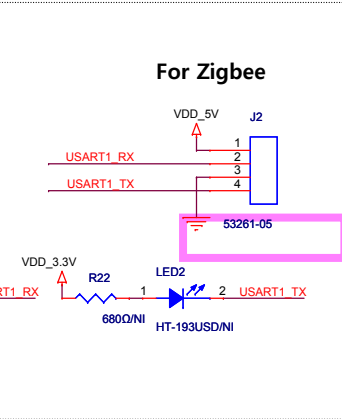 For Zigbee
VDD_5V
J2
1
USART1_RX
2
3
USART1_TX
4
53261-05
VDD_3.3V
LED2
R22
RT1_RX
1
2
USART1_TX
680Ω/NI
HT-193USD/NI